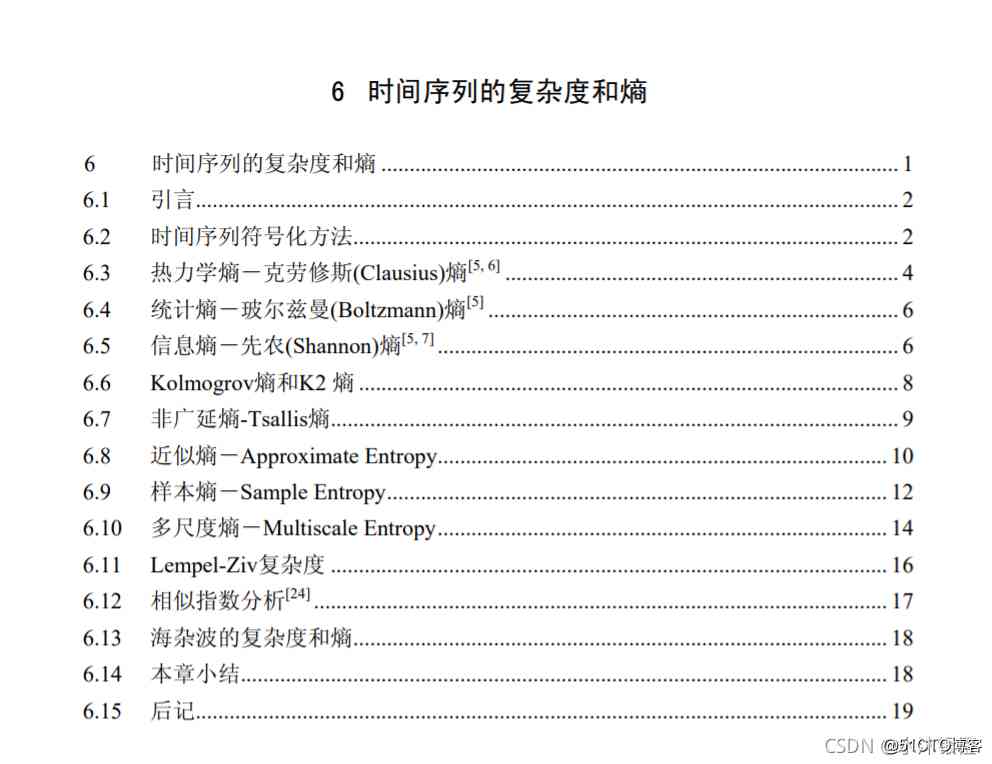 6 时间序列的复杂度和熵
6 时间序列的复杂度和熵 ........ 1
6.1 引言 ........ 2
6.2 时间序列符号化方法 ........ 2
6.3 热力学熵－克劳修斯(Clausius)熵[5, 6] ........ 4
6.4 统计熵－玻尔兹曼(Boltzmann)熵[5] ........ 6
6.5 信息熵－先农(Shannon)熵[5, 7] ........ 6
6.6 Kolmogrov熵和K2 熵 ........ 8
6.7 非广延熵-Tsallis熵 ........ 9
6.8 近似熵－Approximate Entropy ........ 10
6.9 样本熵－Sample Entropy ........ 12
6.10 多尺度熵－Multiscale Entropy ........ 14
6.11 Lempel-Ziv复杂度 ........ 16
6.12 相似指数分析[24] ........ 17
6.13 海杂波的复杂度和熵 ........ 18
6.14 本章小结 ........ 18
6.15 后记 ........ 19
CSDN @51CTO博客